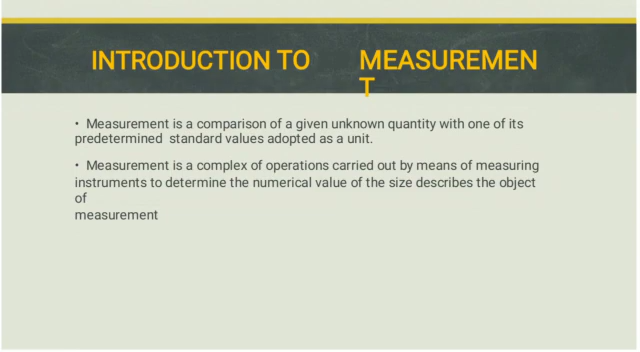 INTRODUCTION TO MEASUREMEN
T
• Measurement is a comparison of a given unknown quantity with one of its
predetermined standard values adopted as a unit.
• Measurement is a complex of operations carried out by means of measuring
instruments to determine the numerical value of the size describes the object
of
measurement